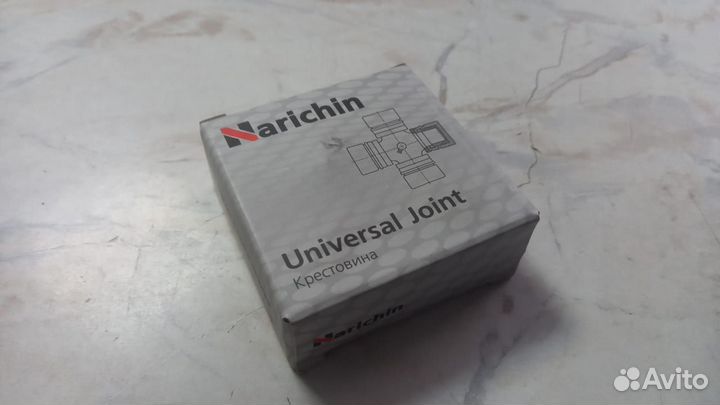 Narichin
Universal Joint
Крестовина
Narichin
Avito